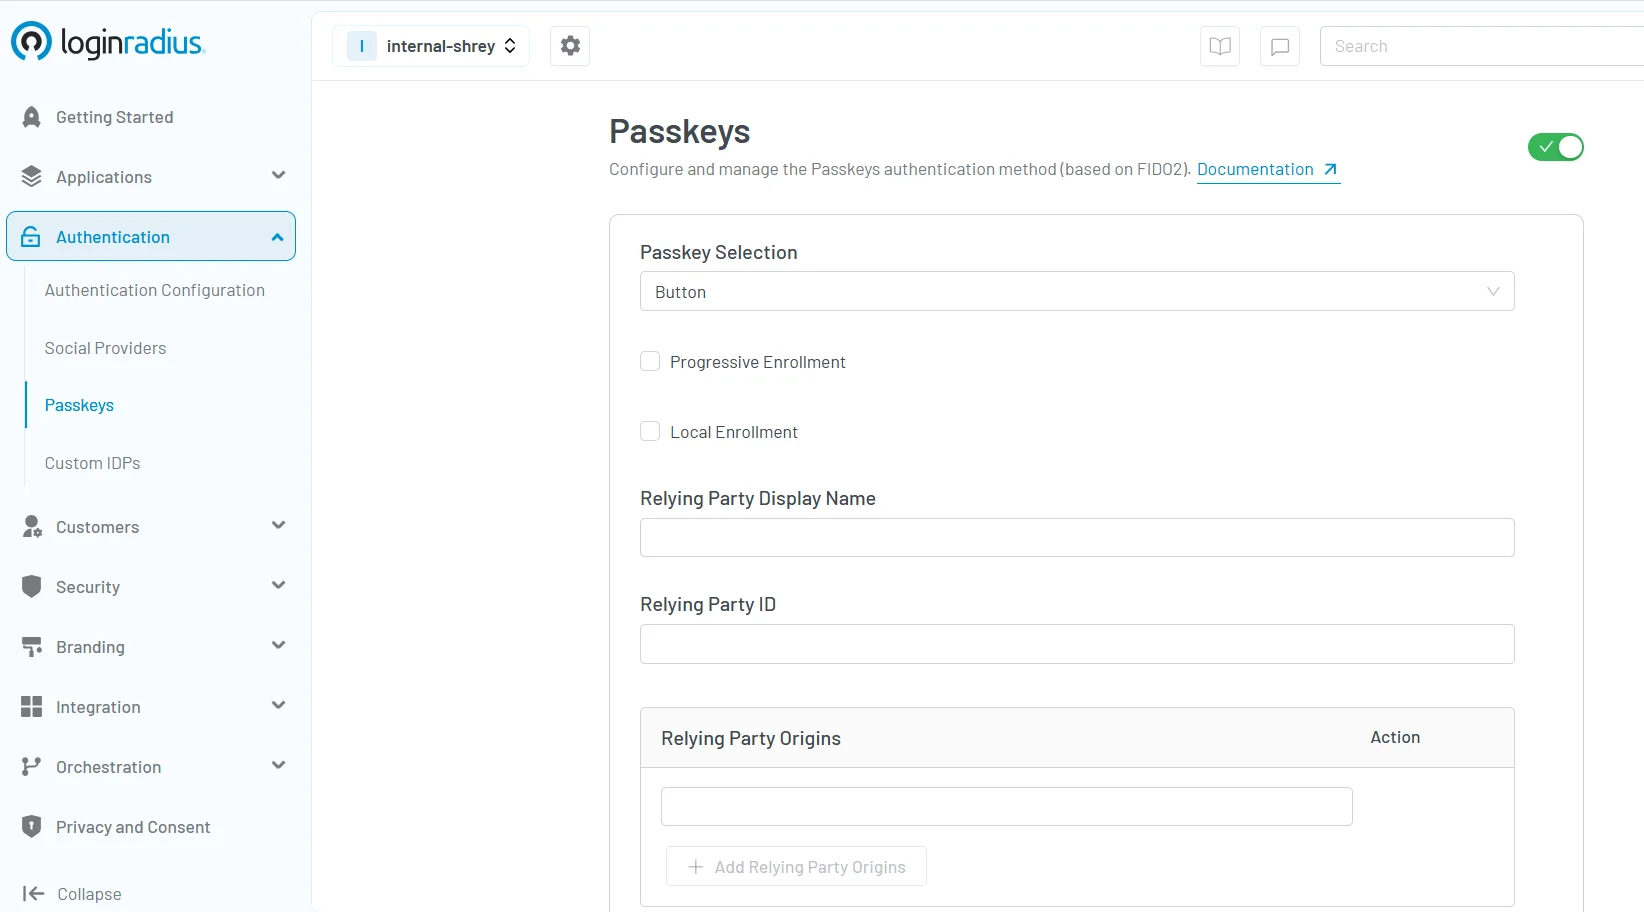 loginradius
I internal-shrey
Search
Getting Started
Applications
Authentication
Authentication Configuration
Social Providers
Passkeys
Custom IDPs
Customers
Security
Branding
Integration
Orchestration
Privacy and Consent
Collapse
Passkeys
Configure and manage the Passkeys authentication method (based on FIDO2). Documentation
Passkey Selection
Button
Progressive Enrollment
Local Enrollment
Relying Party Display Name
Relying Party ID
Relying Party Origins Action
+ Add Relying Party Origins